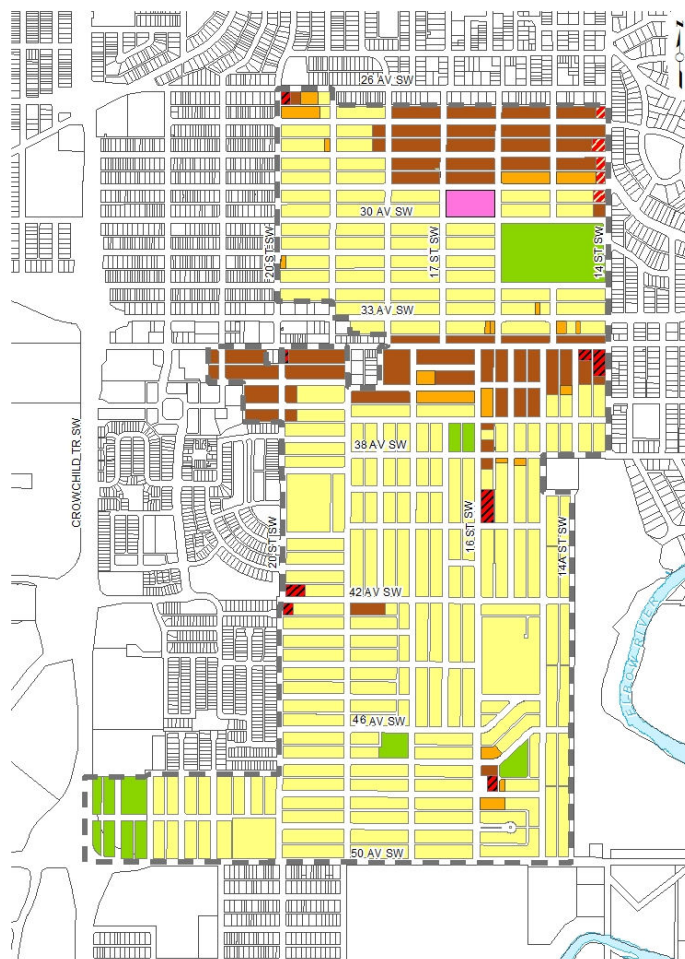 26 AV SW
30 AV SW
20 ST SW
17 ST SW
14 ST SW
33 AV SW
CROWCHILD TR SW
38 AV SW
20 ST SW
16 ST SW
14A ST SW
42 AV SW
ELBOW RIVER
46 AV SW
50 AV SW